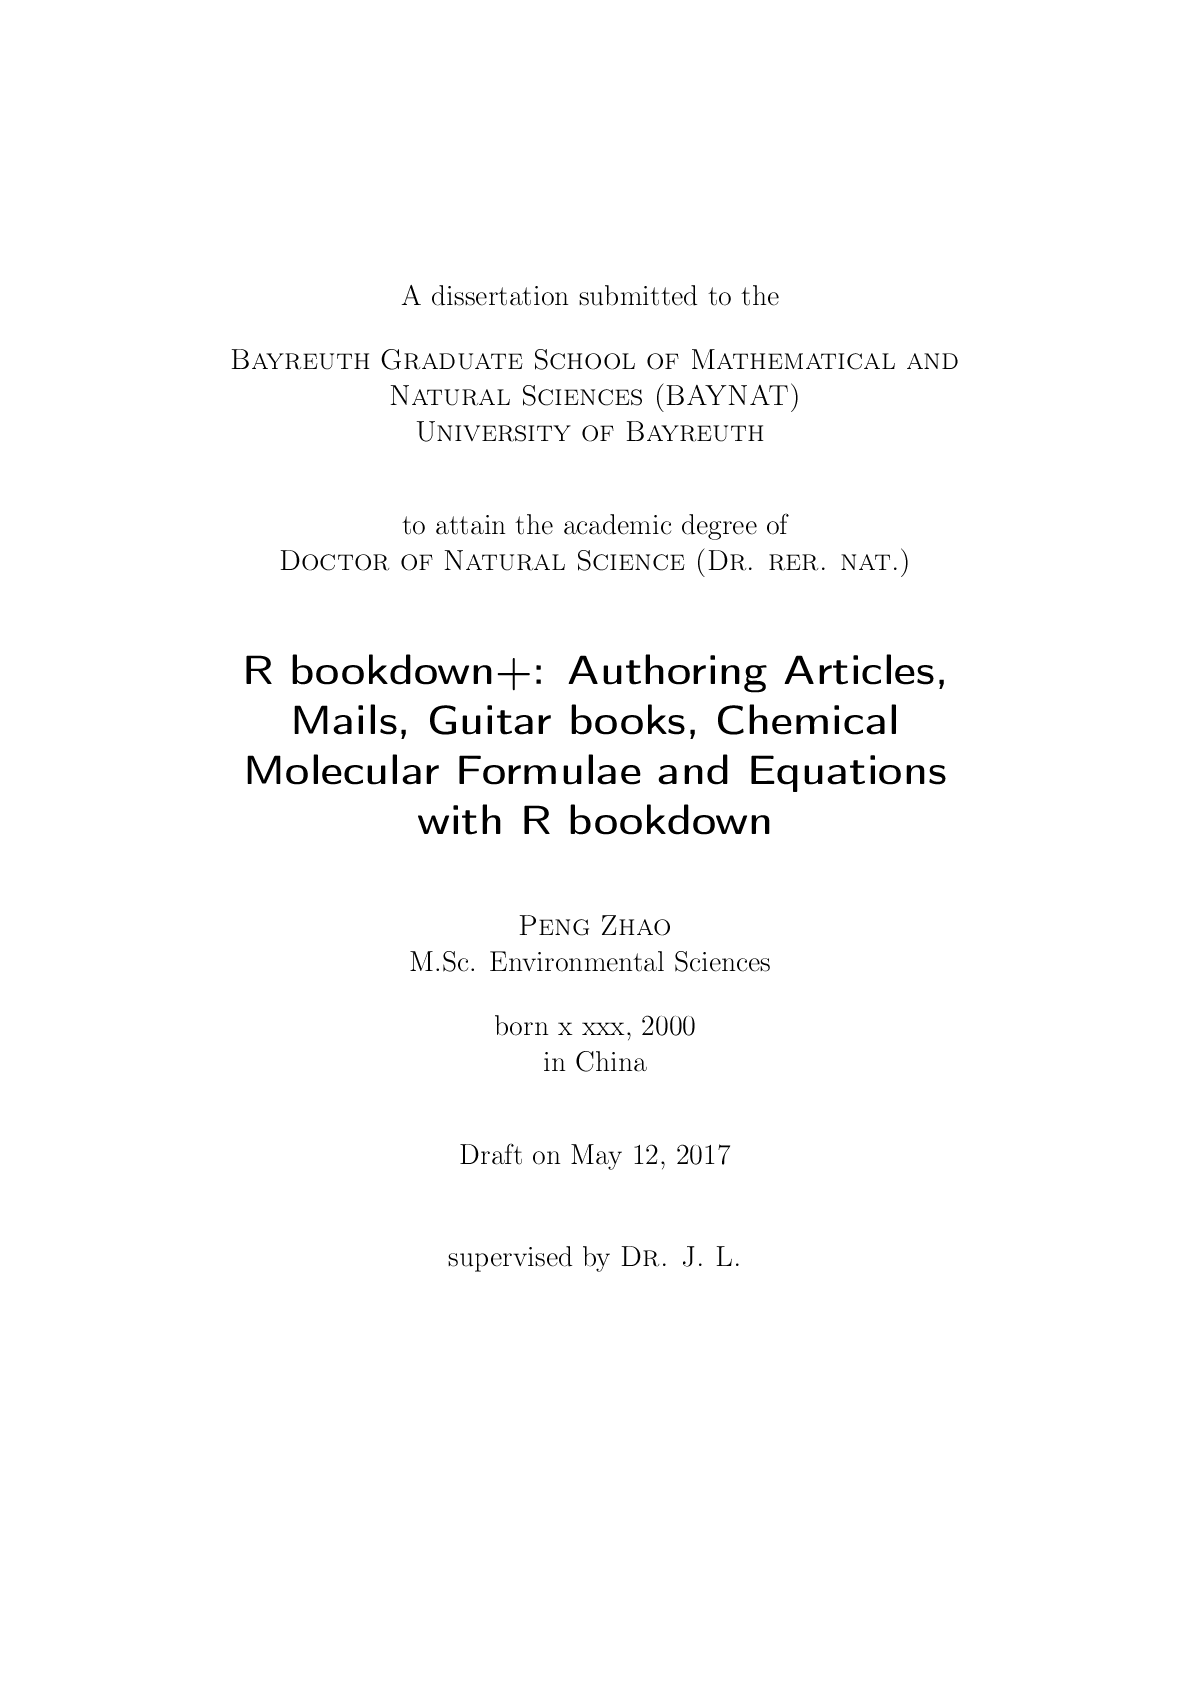 A dissertation submitted to the
Bayreuth Graduate School of Mathematical and
Natural Sciences (BAYNAT)
University of Bayreuth
to attain the academic degree of
Doctor of Natural Science (Dr. rer. nat.)
R bookdown+: Authoring Articles,
Mails, Guitar books, Chemical
Molecular Formulae and Equations
with R bookdown
Peng Zhao
M.Sc. Environmental Sciences
born x xxx, 2000
in China
Draft on May 12, 2017
supervised by Dr. J. L.